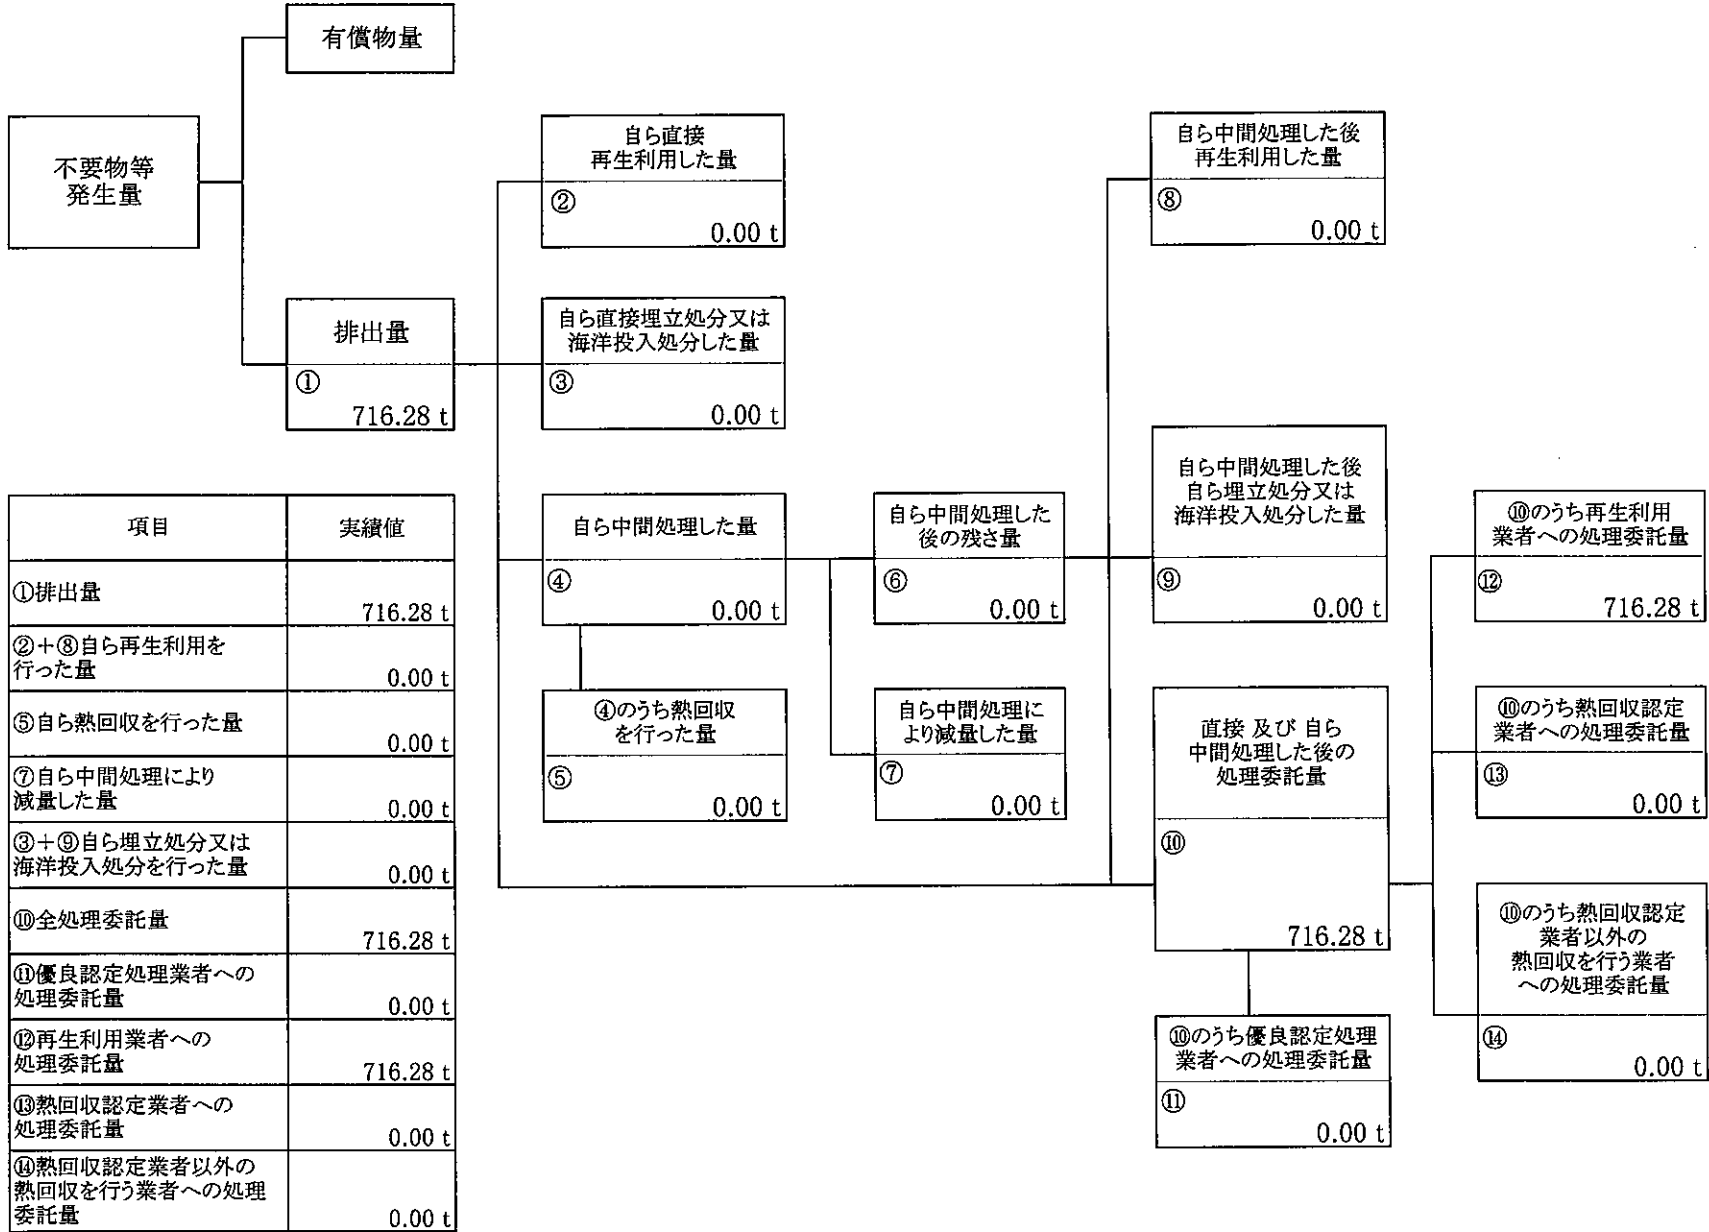 有償物量
不要物等
発生量
排出量
①
716.28 t
自ら直接
再生利用した量
②
0.00 t
自ら直接埋立処分又は
海洋投入処分した量
③
0.00 t
自ら中間処理した量
④
0.00 t
④のうち熱回収
を行った量
⑤
0.00 t
自ら中間処理した
後の残さ量
⑥
0.00 t
自ら中間処理に
より減量した量
⑦
0.00 t
自ら中間処理した後
再生利用した量
⑧
0.00 t
自ら中間処理した後
自ら埋立処分又は
海洋投入処分した量
⑨
0.00 t
直接 及び 自ら
中間処理した後の
処理委託量
⑩
716.28 t
⑩のうち優良認定処理
業者への処理委託量
⑪
0.00 t
⑩のうち再生利用
業者への処理委託量
⑫
716.28 t
⑩のうち熱回収認定
業者への処理委託量
⑬
0.00 t
⑩のうち熱回収認定
業者以外の
熱回収を行う業者
への処理委託量
⑭
0.00 t
項目 実績値
①排出量
716.28 t
②+⑧自ら再生利用を
行った量
0.00 t
⑤自ら熱回収を行った量
0.00 t
⑦自ら中間処理により
減量した量
0.00 t
③+⑨自ら埋立処分又は
海洋投入処分を行った量
0.00 t
⑩全処理委託量
716.28 t
⑪優良認定処理業者への
処理委託量
0.00 t
⑫再生利用業者への
処理委託量
716.28 t
⑬熱回収認定業者への
処理委託量
0.00 t
⑭熱回収認定業者以外の
熱回収を行う業者への処理
委託量
0.00 t